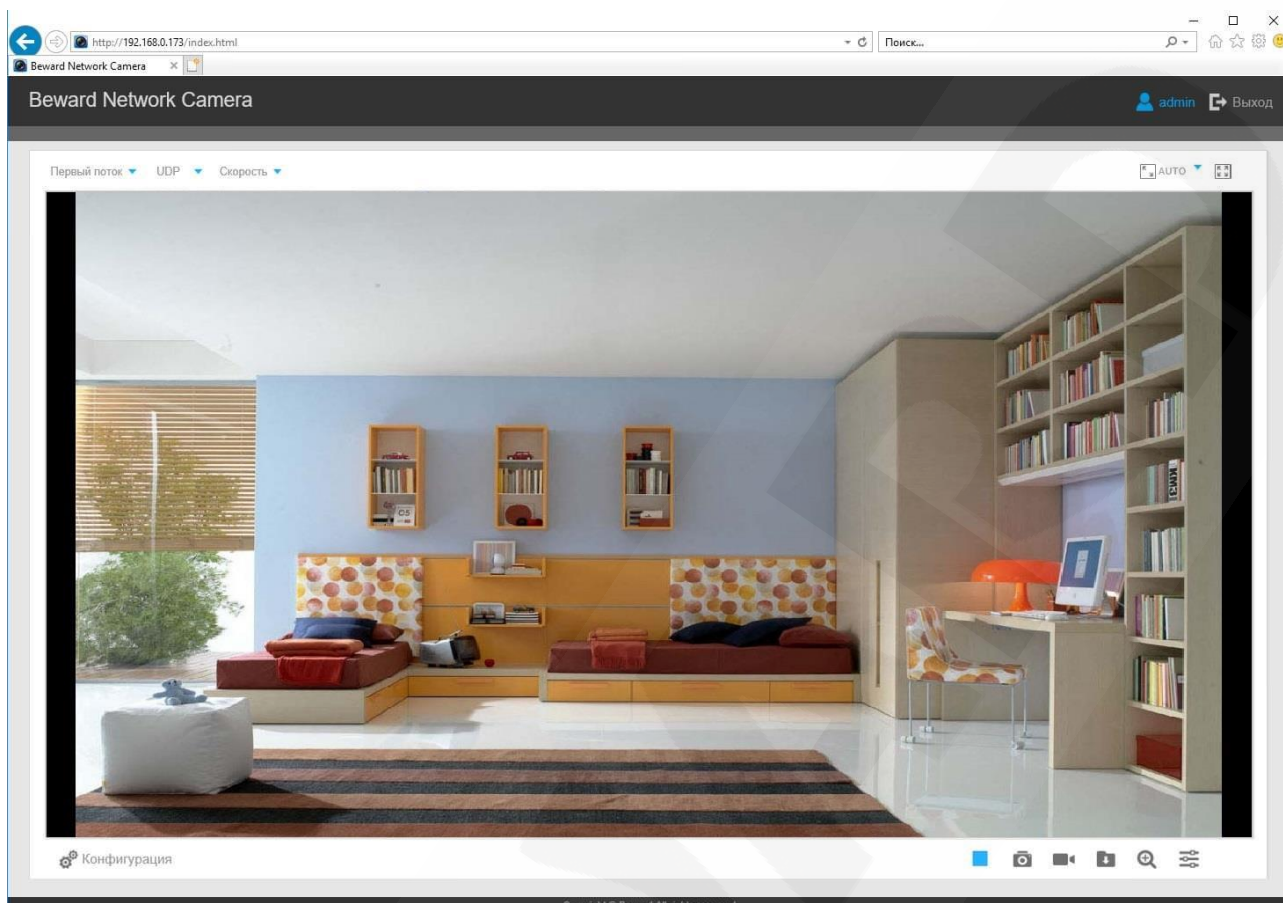 http://192.168.0.173/index.html
Поиск...
Beward Network Camera
Beward Network Camera
admin
Выход
Первый поток
UDP
Скорость
AUTO
Конфигурация